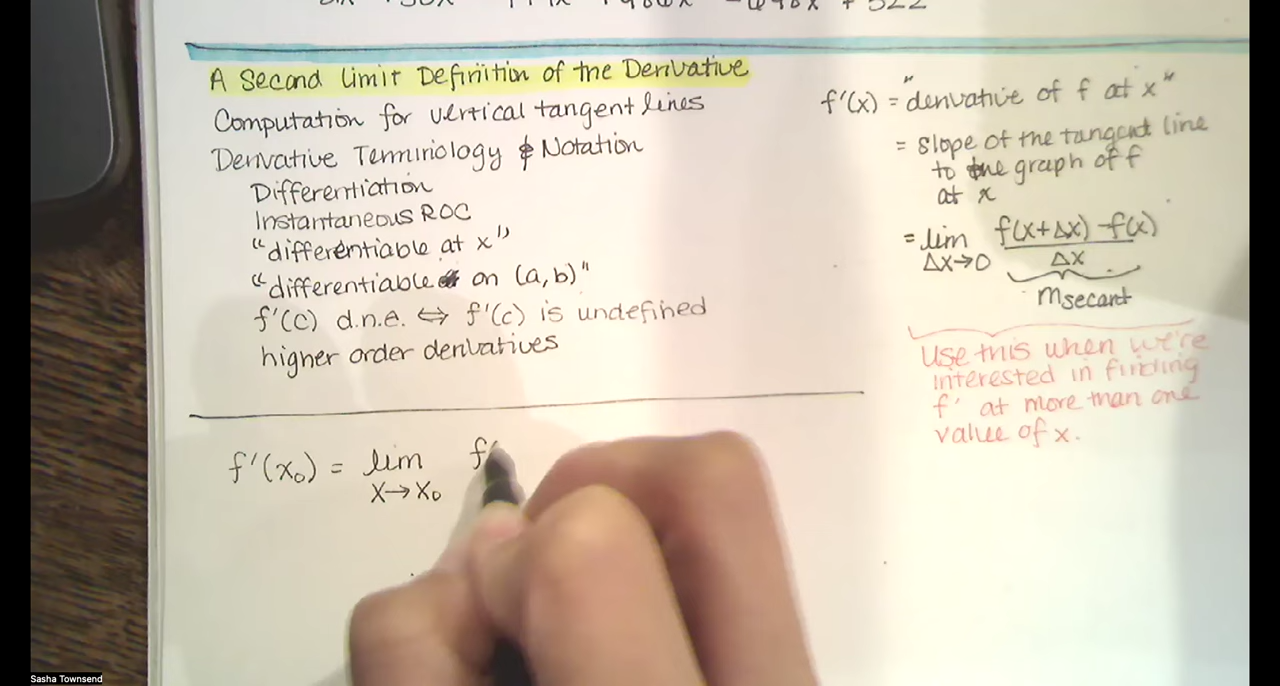 + 522
A Second Limit Definition of the Derivative
Computation for vertical tangent lines
Derivative Terminology & Notation
Differentiation
Instantaneous ROC
"differentiable at x"
"differentiable on (a,b)"
f'(c) d.n.e. ⇔ f'(c) is undefined
higher order derivatives
f'(x₀) = lim f
x→x₀
f'(x) = "derivative of f at x"
= slope of the tangent line
to the graph of f
at x
= lim f(x+Δx) - f(x)
Δx→0 Δx
m secant
Use this when we're
interested in finding
f' at more than one
value of x.
Sasha Townsend